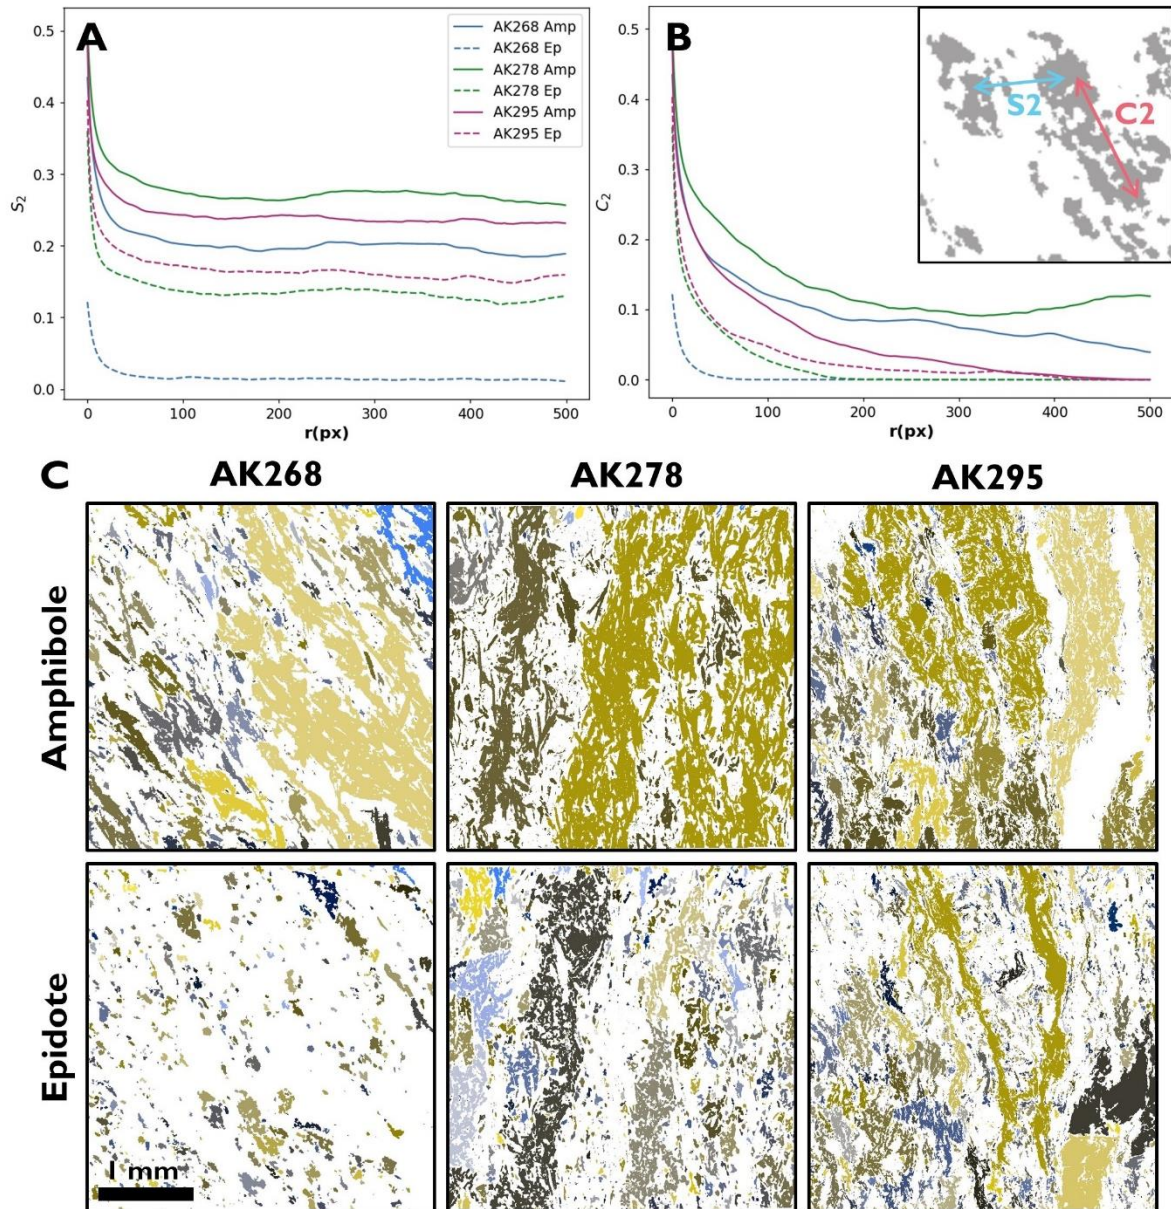 A
0.5
0.4
0.3
0.2
0.1
0.0
S2
0
100
200
300
400
500
r(px)
AK268 Amp
AK268 Ep
AK278 Amp
AK278 Ep
AK295 Amp
AK295 Ep
B
0.5
0.4
0.3
0.2
0.1
0.0
C2
0
100
200
300
400
500
r(px)
S2
C2
C
AK268
AK278
AK295
Amphibole
Epidote
1 mm